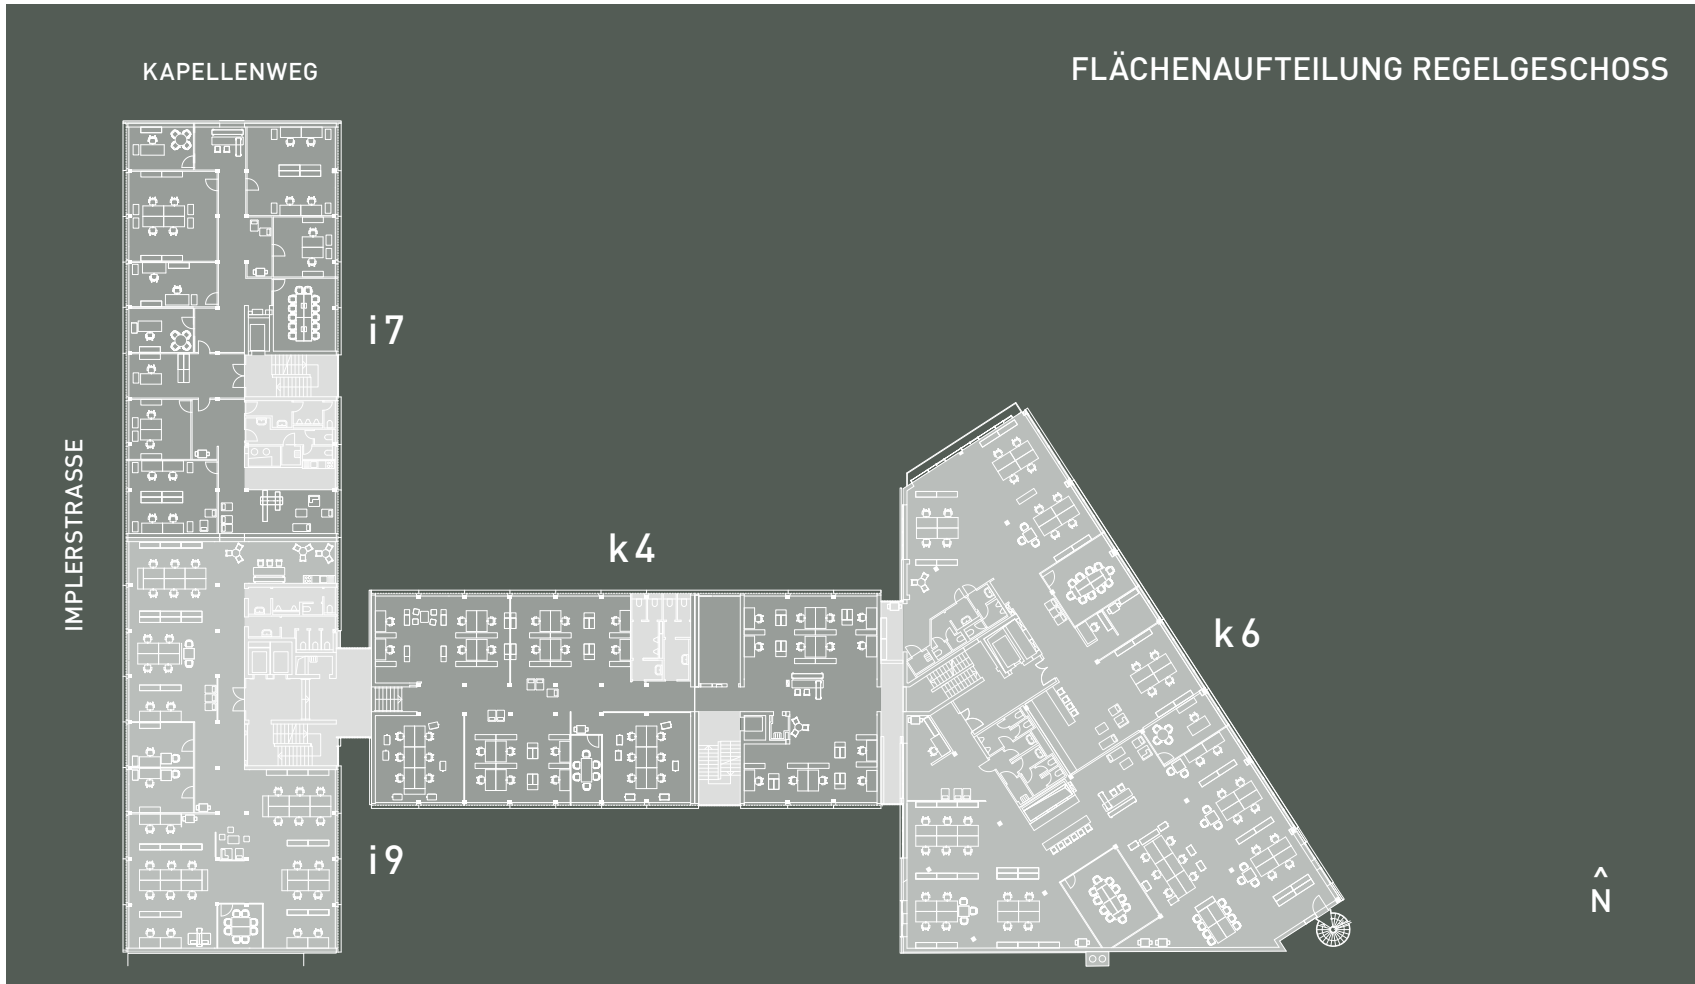 KAPELLENWEG
FLÄCHENAUFTEILUNG REGELGESCHOSS
i7
IMPLERSTRASSE
k4
k6
i9
N